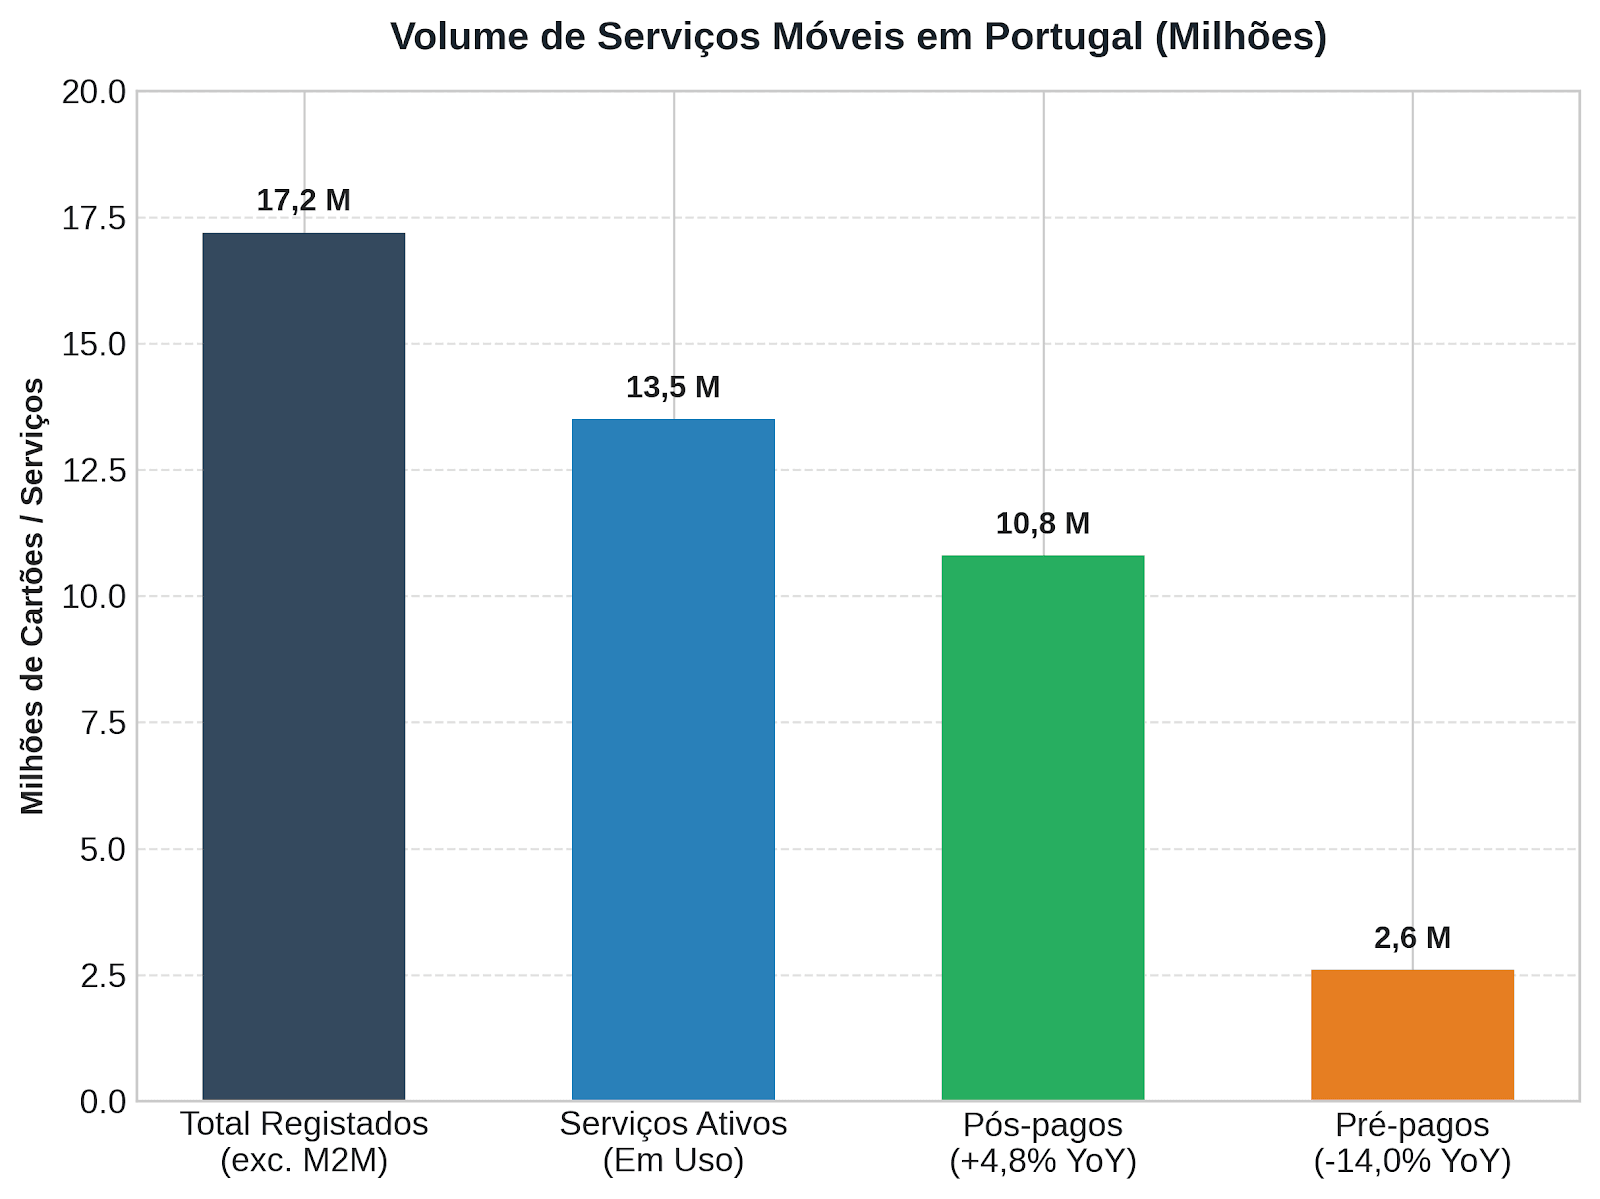 Volume de Serviços Móveis em Portugal (Milhões)
Milhões de Cartões / Serviços
20.0
17.5
15.0
12.5
10.0
7.5
5.0
2.5
0.0
17,2 M
13,5 M
10,8 M
2,6 M
Total Registados
(exc. M2M)
Serviços Ativos
(Em Uso)
Pós-pagos
(+4,8% YoY)
Pré-pagos
(-14,0% YoY)